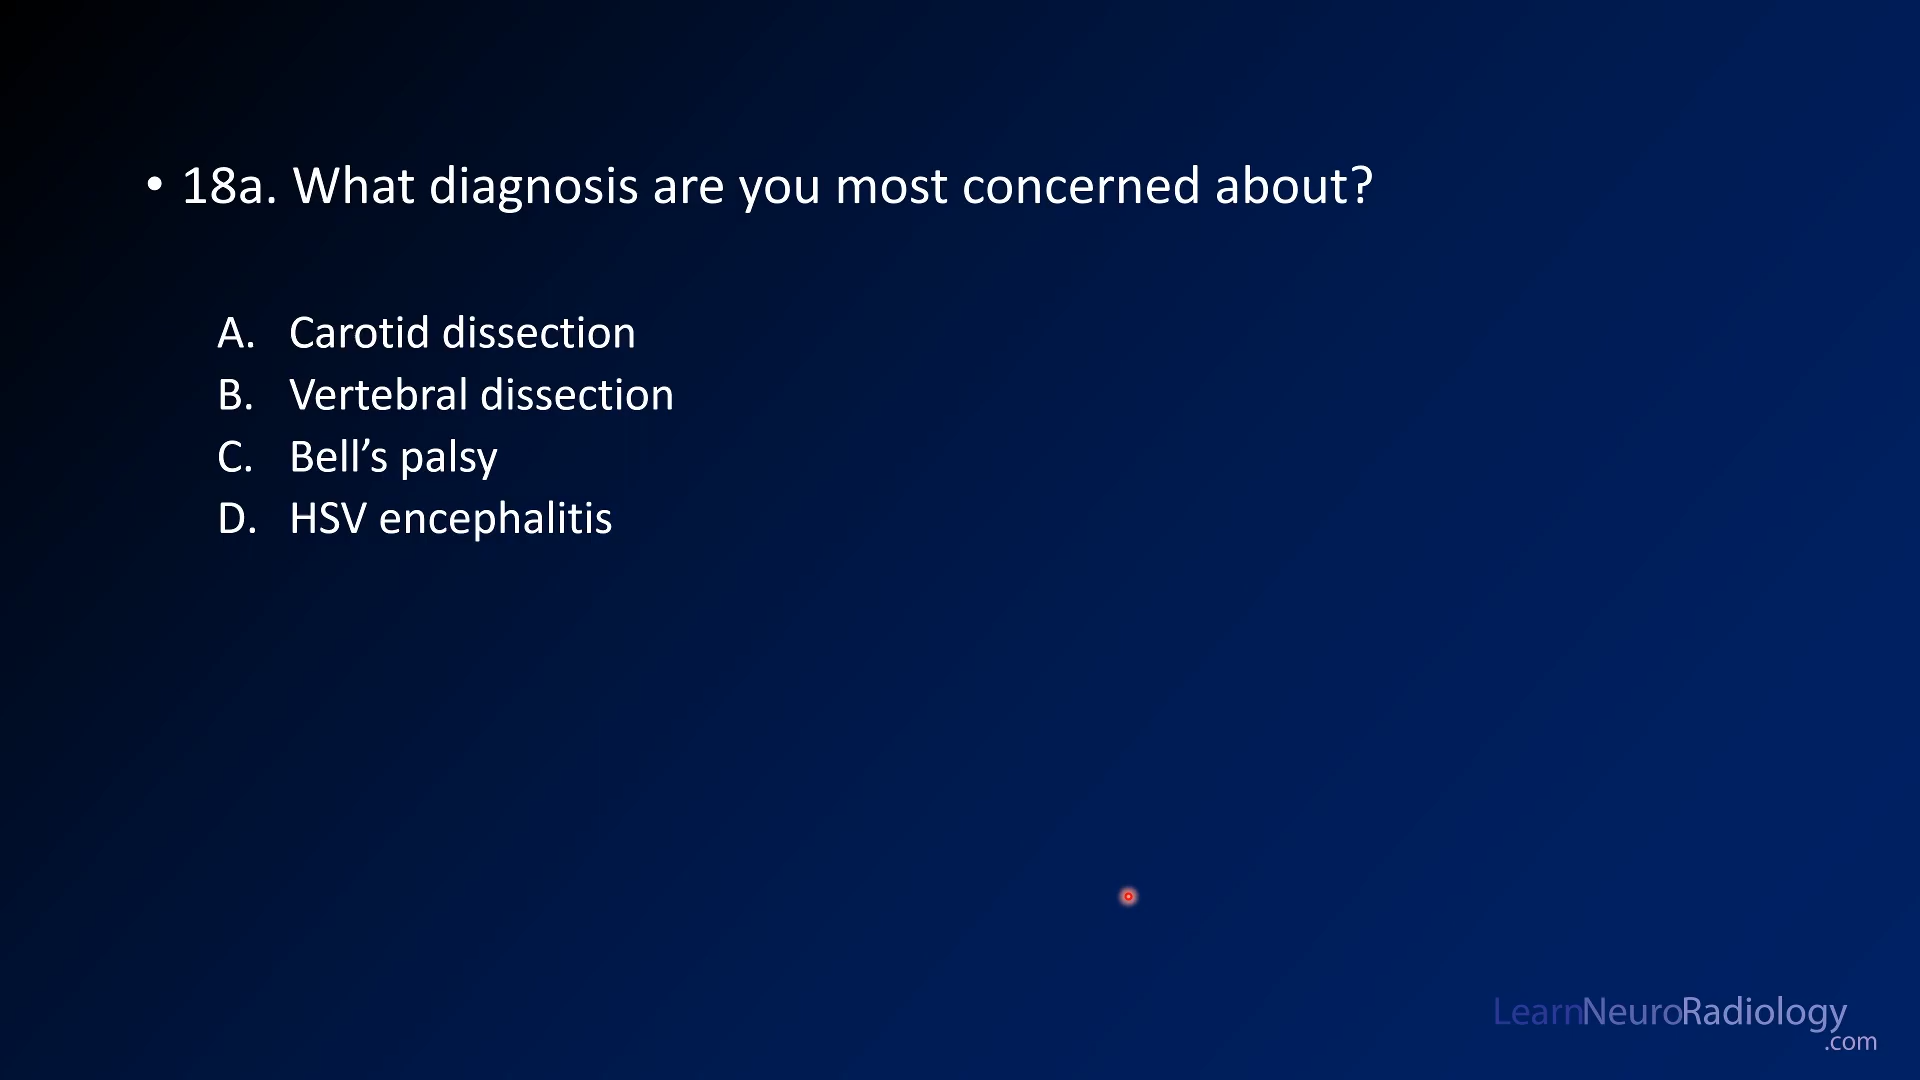 • 18a. What diagnosis are you most concerned about?
A. Carotid dissection
B. Vertebral dissection
C. Bell’s palsy
D. HSV encephalitis
LearnNeuroRadiology
.com